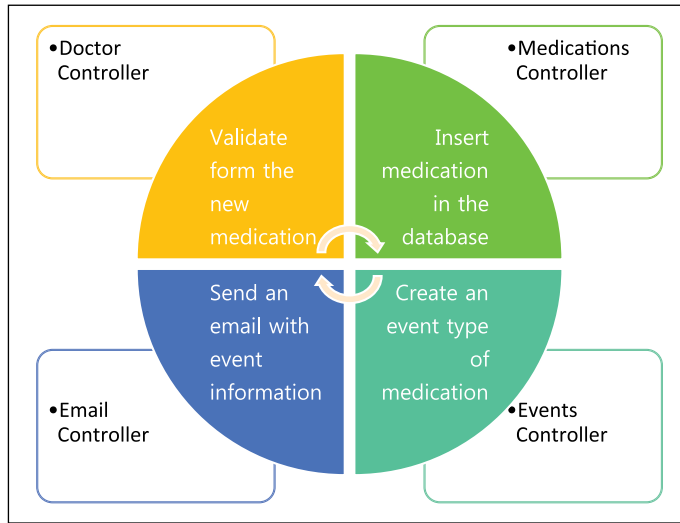 •Doctor
Controller
•Medications
Controller
Validate
form the
new
medication
Insert
medication
in the
database
Send an
email with
event
information
Create an
event type
of
medication
•Email
Controller
•Events
Controller